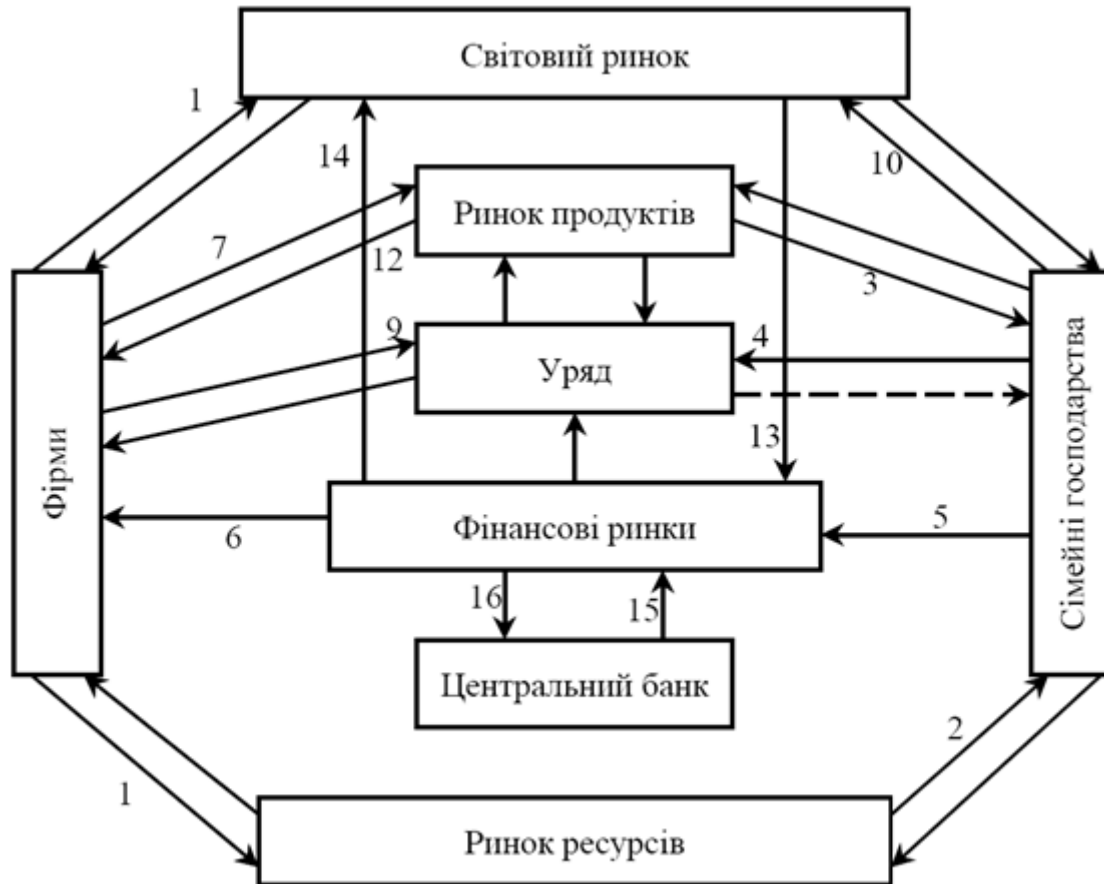 Світовий ринок
1
14
10
Ринок продуктів
7
12
3
9
4
Уряд
13
Фірми
Сімейні господарства
6
Фінансові ринки
5
16
15
Центральний банк
2
1
Ринок ресурсів